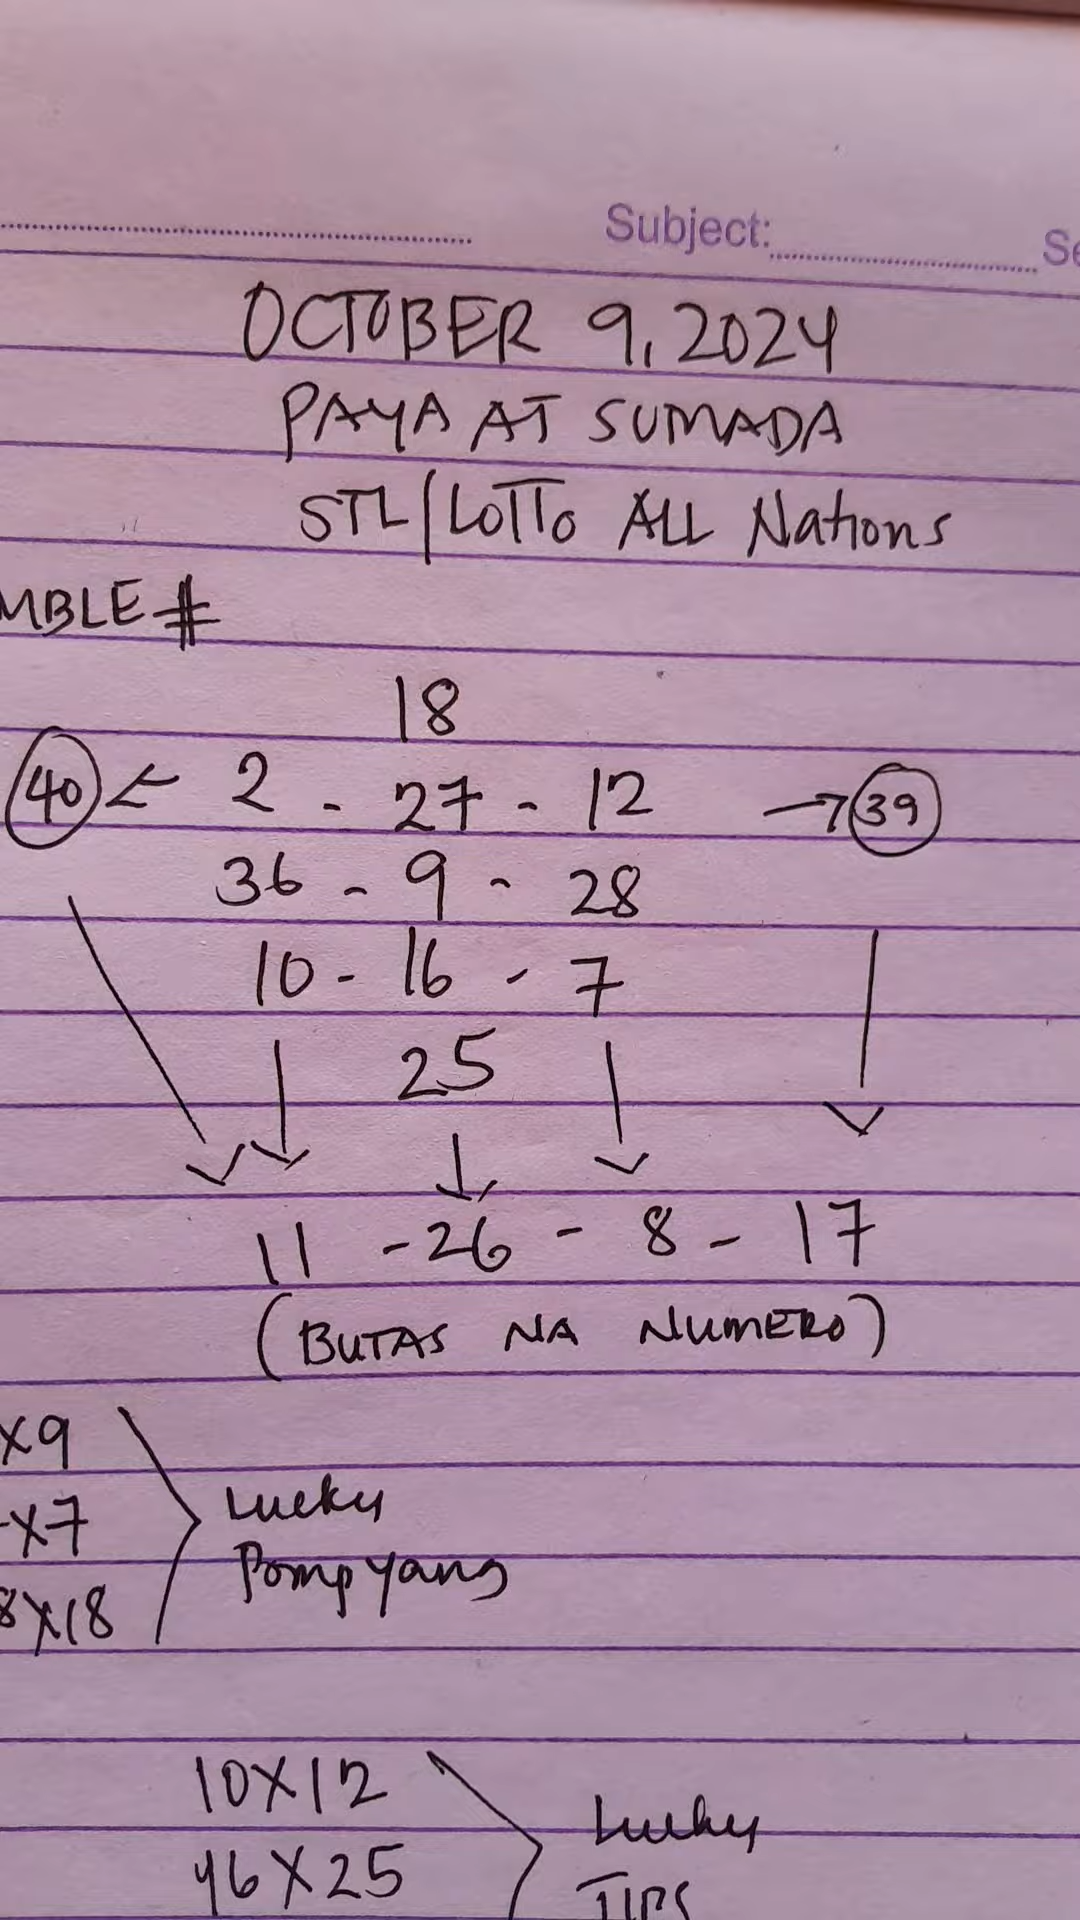 Subject:
OCTOBER 9, 2024
PAYA AT SUMADA
STL/LOTTO ALL Nations
MBLE #
18
40 ← 2 - 27 - 12 → 39
36 - 9 - 28
10 - 16 - 7
25
11 - 26 - 8 - 17
(BUTAS NA NUMERO)
X9
X7
8X18
Lucky
Pompyang
10X12
46X25
Lucky
TIPS